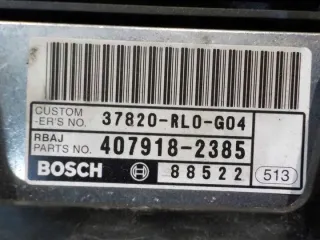 CUSTOM
-ER'S NO. 37820-RL0-G04
RBAJ
PARTS NO. 407918-2385
BOSCH 88522 513